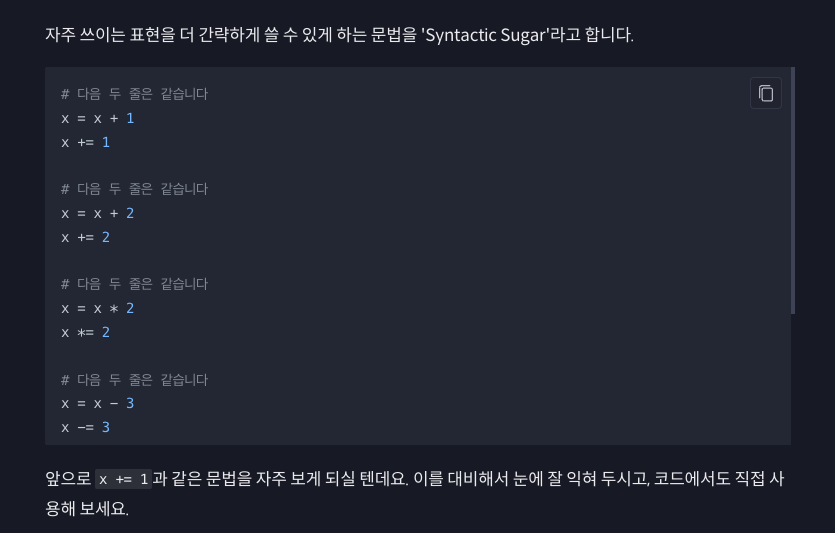 자주 쓰이는 표현을 더 간략하게 쓸 수 있게 하는 문법을 'Syntactic Sugar'라고 합니다.
# 다음 두 줄은 같습니다
x = x + 1
x += 1
# 다음 두 줄은 같습니다
x = x + 2
x += 2
# 다음 두 줄은 같습니다
x = x * 2
x *= 2
# 다음 두 줄은 같습니다
x = x - 3
x -= 3
앞으로 x += 1과 같은 문법을 자주 보게 되실 텐데요. 이를 대비해서 눈에 잘 익혀 두시고, 코드에서도 직접 사
용해 보세요.